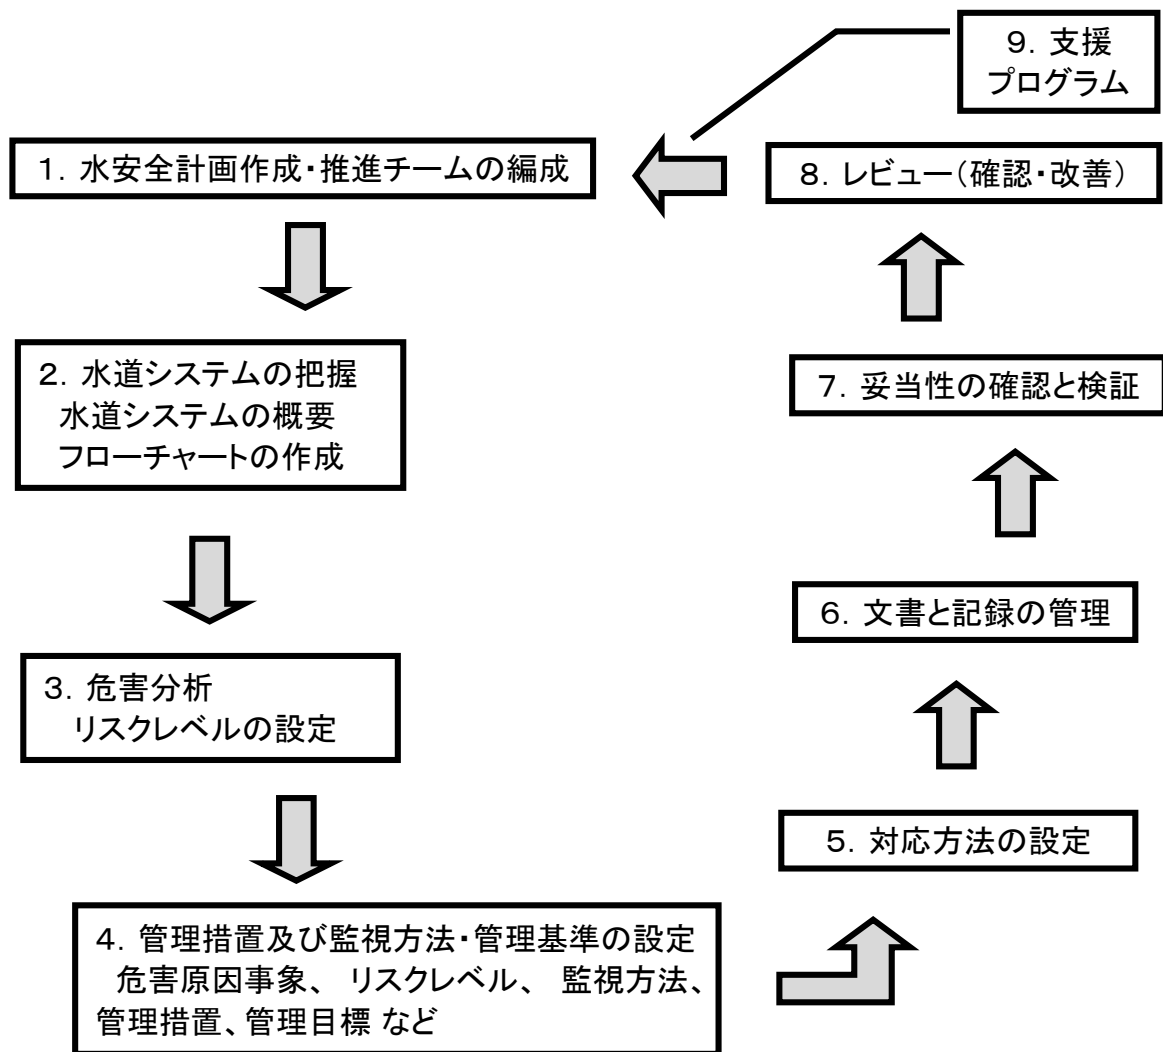 1．水安全計画作成・推進チームの編成
2．水道システムの把握
水道システムの概要
フローチャートの作成
3．危害分析
リスクレベルの設定
4．管理措置及び監視方法・管理基準の設定
危害原因事象、 リスクレベル、 監視方法、
管理措置、管理目標 など
5．対応方法の設定
6．文書と記録の管理
7．妥当性の確認と検証
8．レビュー（確認・改善）
9．支援
プログラム